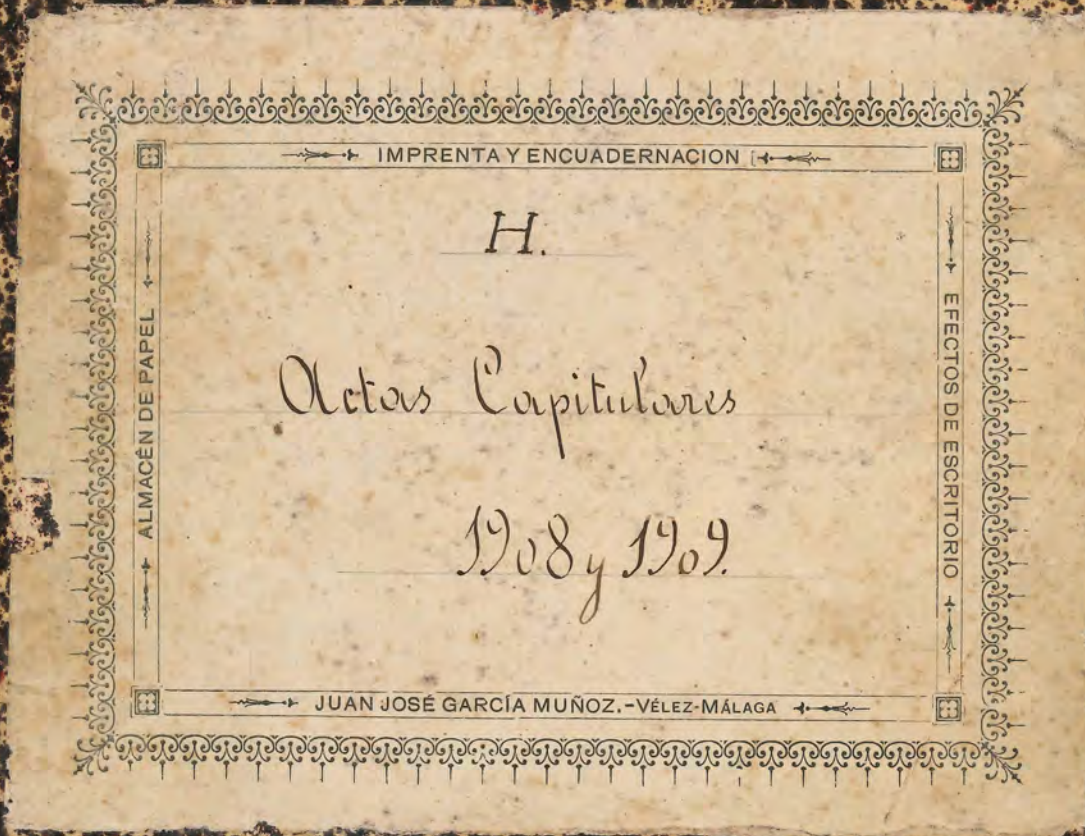 IMPRENTA Y ENCUADERNACION
H.
Actas Capitulares
1908 y 1909.
ALMACÉN DE PAPEL
EFECTOS DE ESCRITORIO
JUAN JOSÉ GARCÍA MUÑOZ.-VÉLEZ-MÁLAGA